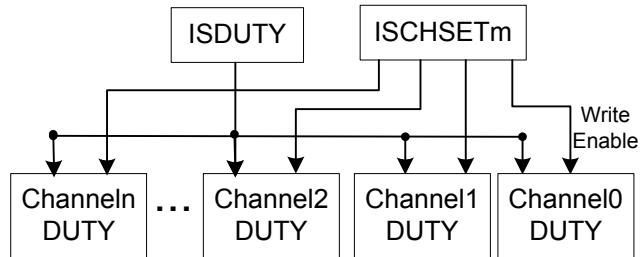 ISDUTY
ISCHSETm
Write
Enable
Channeln
DUTY
...
Channel2
DUTY
Channel1
DUTY
Channel0
DUTY